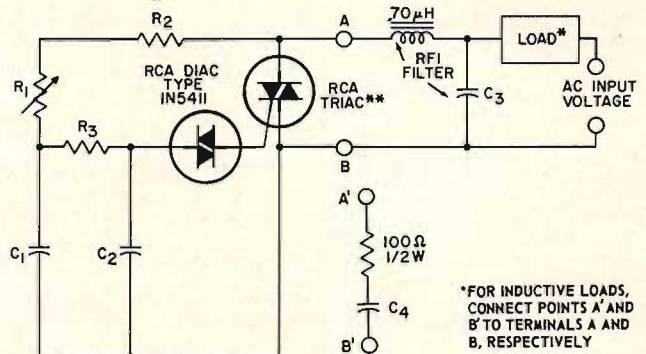 R2
A
.70µH
LOAD*
R1
RCA DIAC
TYPE
1N5411
RFI
FILTER
C3
AC INPUT
VOLTAGE
RCA
TRIAC**
R3
B
A'
C1
C2
100Ω
1/2W
C4
B'
*FOR INDUCTIVE LOADS,
CONNECT POINTS A' AND
B' TO TERMINALS A AND
B, RESPECTIVELY